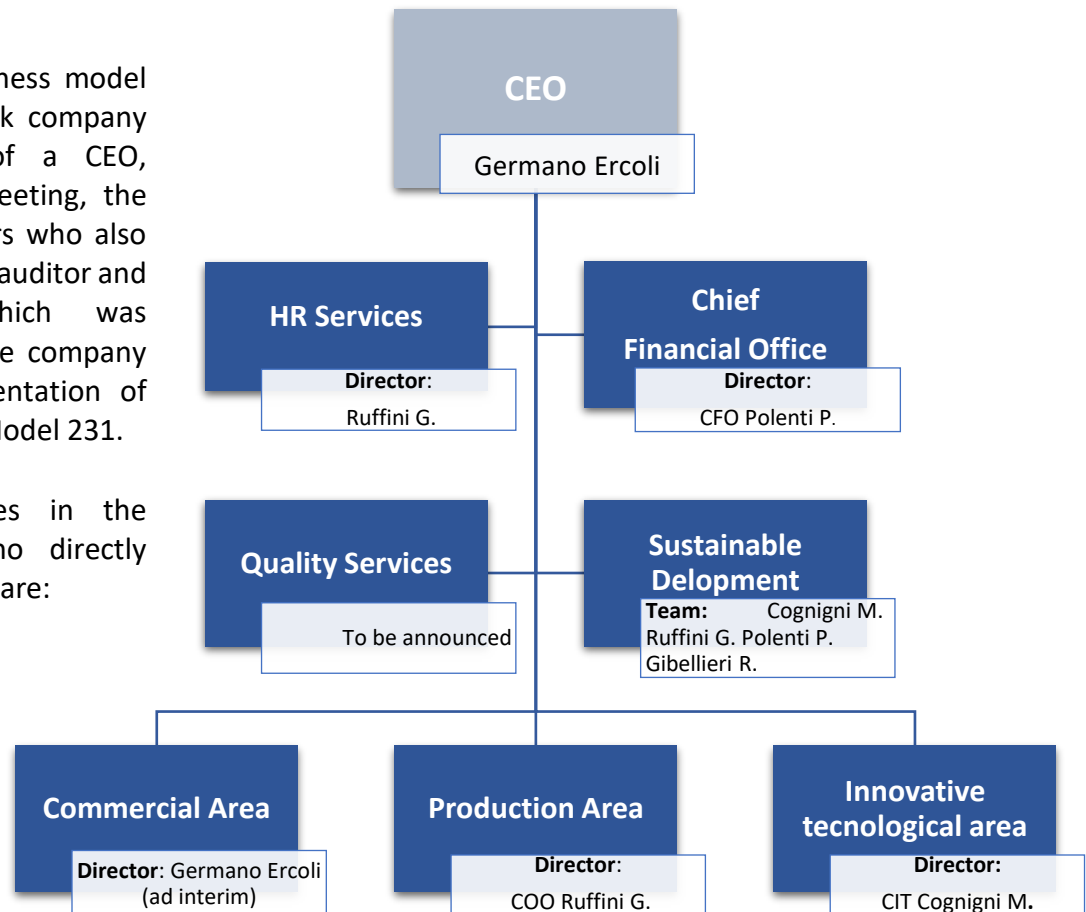 ness model
k company
of a CEO,
eeting, the
rs who also
auditor and
hich was
e company
entation of
Model 231.
es in the
no directly
are:
CEO
Germano Ercoli
HR Services
Director:
Ruffini G.
Chief
Financial Office
Director:
CFO Polenti P.
Quality Services
To be announced
Sustainable
Delopment
Team: Cognigni M.
Ruffini G. Polenti P.
Gibellieri R.
Commercial Area
Director: Germano Ercoli
(ad interim)
Production Area
Director:
COO Ruffini G.
Innovative
tecnological area
Director:
CIT Cognigni M.